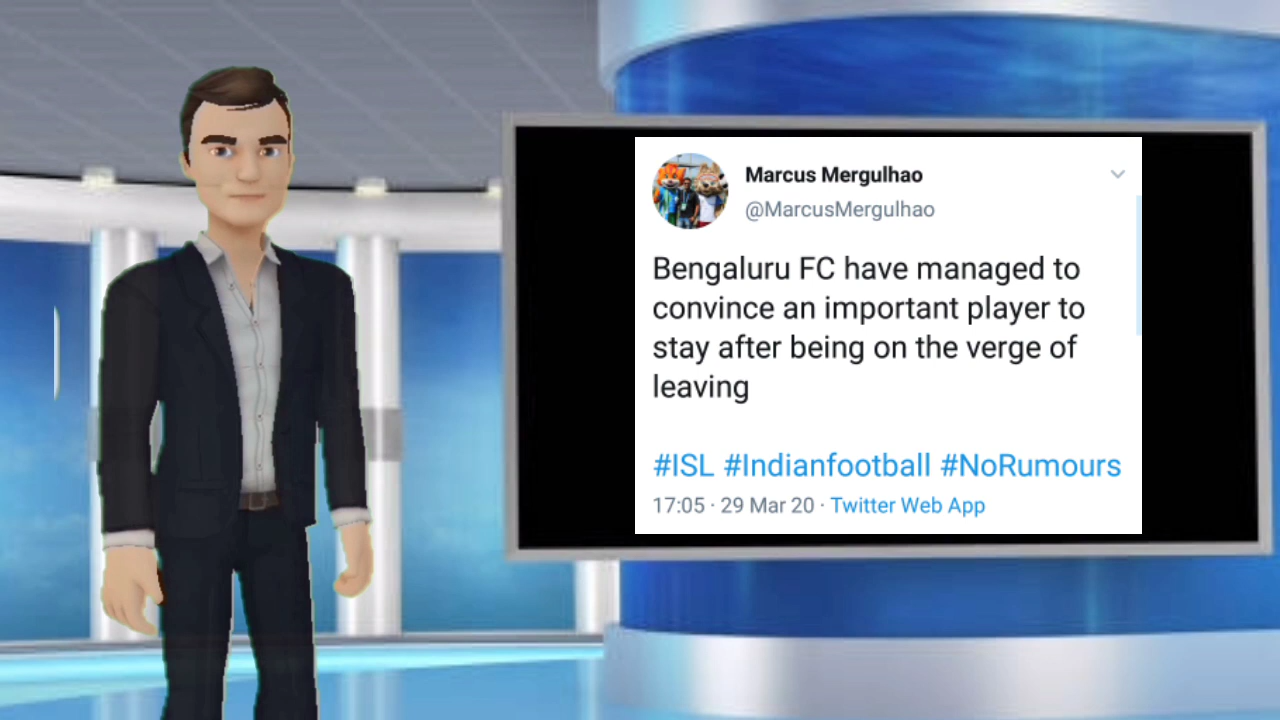 Marcus Mergulhao
@MarcusMergulhao
Bengaluru FC have managed to
convince an important player to
stay after being on the verge of
leaving
#ISL #Indianfootball #NoRumours
17:05 · 29 Mar 20 · Twitter Web App